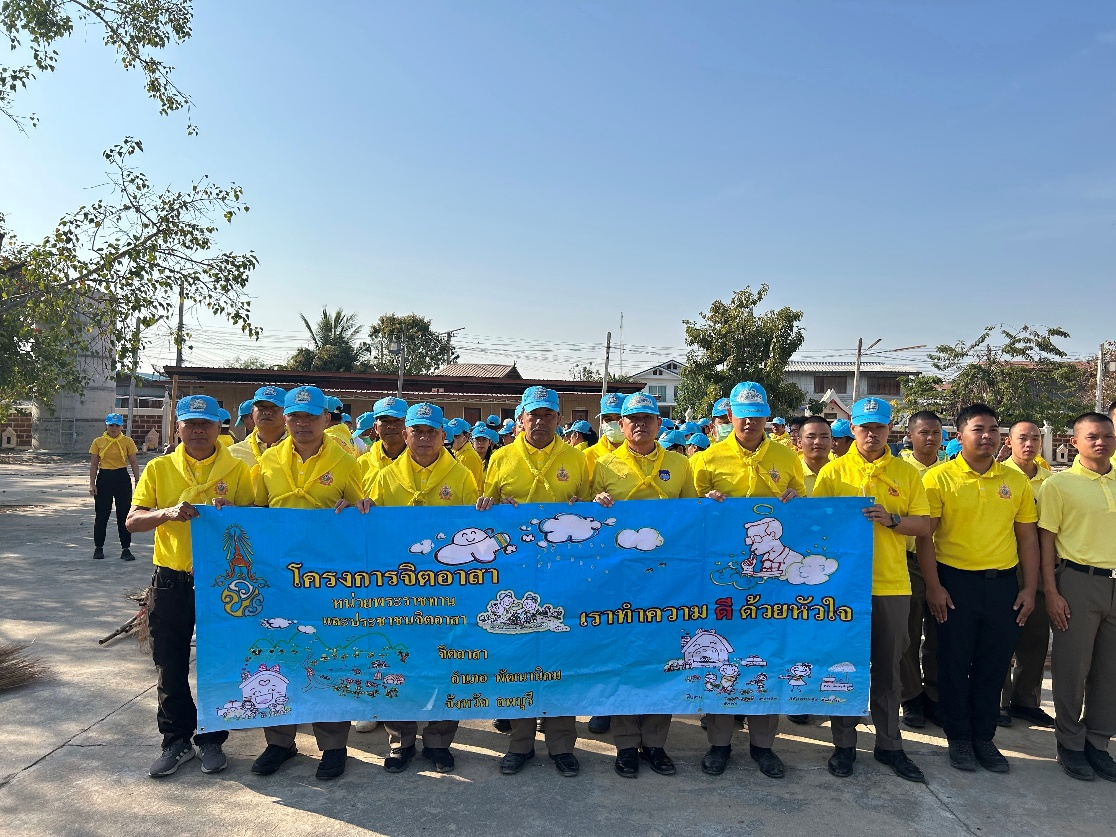 โครงการจิตอาสา
หน่วยพระราชทาน
และประชาชนจิตอาสา
เราทำความ ดี ด้วยหัวใจ
จิตอาสา
อำเภอ พัฒนานิคม
จังหวัด ลพบุรี